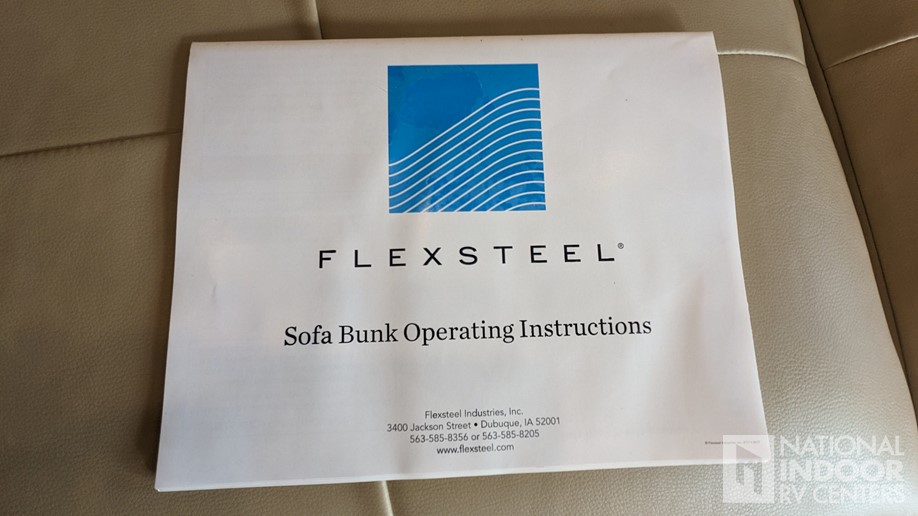 FLEXSTEEL®
Sofa Bunk Operating Instructions
Flexsteel Industries, Inc.
3400 Jackson Street • Dubuque, IA 52001
563-585-8356 or 563-585-8205
www.flexsteel.com
NATIONAL
INDOOR
RV CENTERS